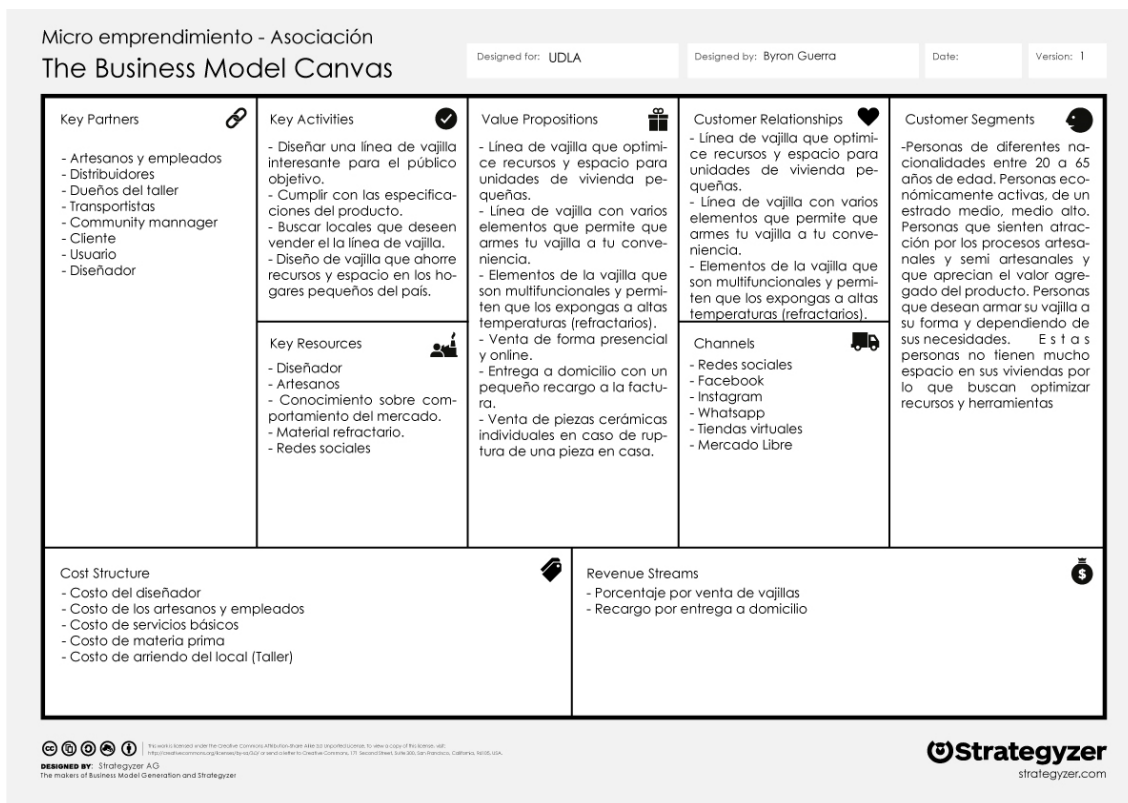 Micro emprendimiento - Asociación
The Business Model Canvas
Designed for: UDLA
Designed by: Byron Guerra
Date:
Version: 1
Key Partners
- Artesanos y empleados
- Distribuidores
- Dueños del taller
- Transportistas
- Community mannager
- Cliente
- Usuario
- Diseñador
Key Activities
- Diseñar una línea de vajilla
interesante para el público
objetivo.
- Cumplir con las especifica-
ciones del producto.
- Buscar locales que deseen
vender el la línea de vajilla.
- Diseño de vajilla que ahorre
recursos y espacio en los ho-
gares pequeños del país.
Key Resources
- Diseñador
- Artesanos
- Conocimiento sobre com-
portamiento del mercado.
- Material refractario.
- Redes sociales
Value Propositions
- Línea de vajilla que optimi-
ce recursos y espacio para
unidades de vivienda pe-
queñas.
- Línea de vajilla con varios
elementos que permite que
armes tu vajilla a tu conve-
niencia.
- Elementos de la vajilla que
son multifuncionales y permi-
ten que los expongas a altas
temperaturas (refractarios).
- Venta de forma presencial
y online.
- Entrega a domicilio con un
pequeño recargo a la factu-
ra.
- Venta de piezas cerámicas
individuales en caso de rup-
tura de una pieza en casa.
Customer Relationships
- Línea de vajilla que optimi-
ce recursos y espacio para
unidades de vivienda pe-
queñas.
- Línea de vajilla con varios
elementos que permite que
armes tu vajilla a tu conve-
niencia.
- Elementos de la vajilla que
son multifuncionales y permi-
ten que los expongas a altas
temperaturas (refractarios).
Channels
- Redes sociales
- Facebook
- Instagram
- Whatsapp
- Tiendas virtuales
- Mercado Libre
Customer Segments
-Personas de diferentes na-
cionalidades entre 20 a 65
años de edad. Personas eco-
nómicamente activas, de un
estrado medio, medio alto.
Personas que sienten atrac-
ción por los procesos artesa-
nales y semi artesanales y
que aprecian el valor agre-
gado del producto. Personas
que desean armar su vajilla a
su forma y dependiendo de
sus necesidades. Estas
personas no tienen mucho
espacio en sus viviendas por
lo que buscan optimizar
recursos y herramientas
Cost Structure
- Costo del diseñador
- Costo de los artesanos y empleados
- Costo de servicios básicos
- Costo de materia prima
- Costo de arriendo del local (Taller)
Revenue Streams
- Porcentaje por venta de vajillas
- Recargo por entrega a domicilio
DESIGNED BY: Strategyzer AG
The makers of Business Model Generation and Strategyzer
Strategyzer
strategyzer.com